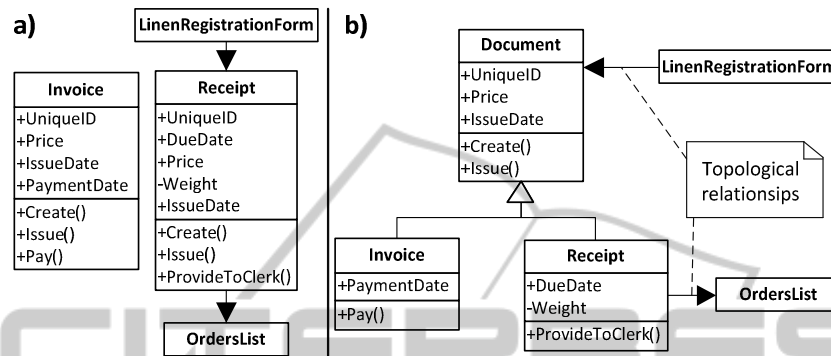 a)
LinenRegistrationForm
Invoice
+UniqueID
+Price
+IssueDate
+PaymentDate
+Create()
+Issue()
+Pay()
Receipt
+UniqueID
+DueDate
+Price
-Weight
+IssueDate
+Create()
+Issue()
+ProvideToClerk()
OrdersList
b)
Document
+UniqueID
+Price
+IssueDate
+Create()
+Issue()
LinenRegistrationForm
Topological
relationsips
Invoice
+PaymentDate
+Pay()
Receipt
+DueDate
-Weight
+ProvideToClerk()
OrdersList